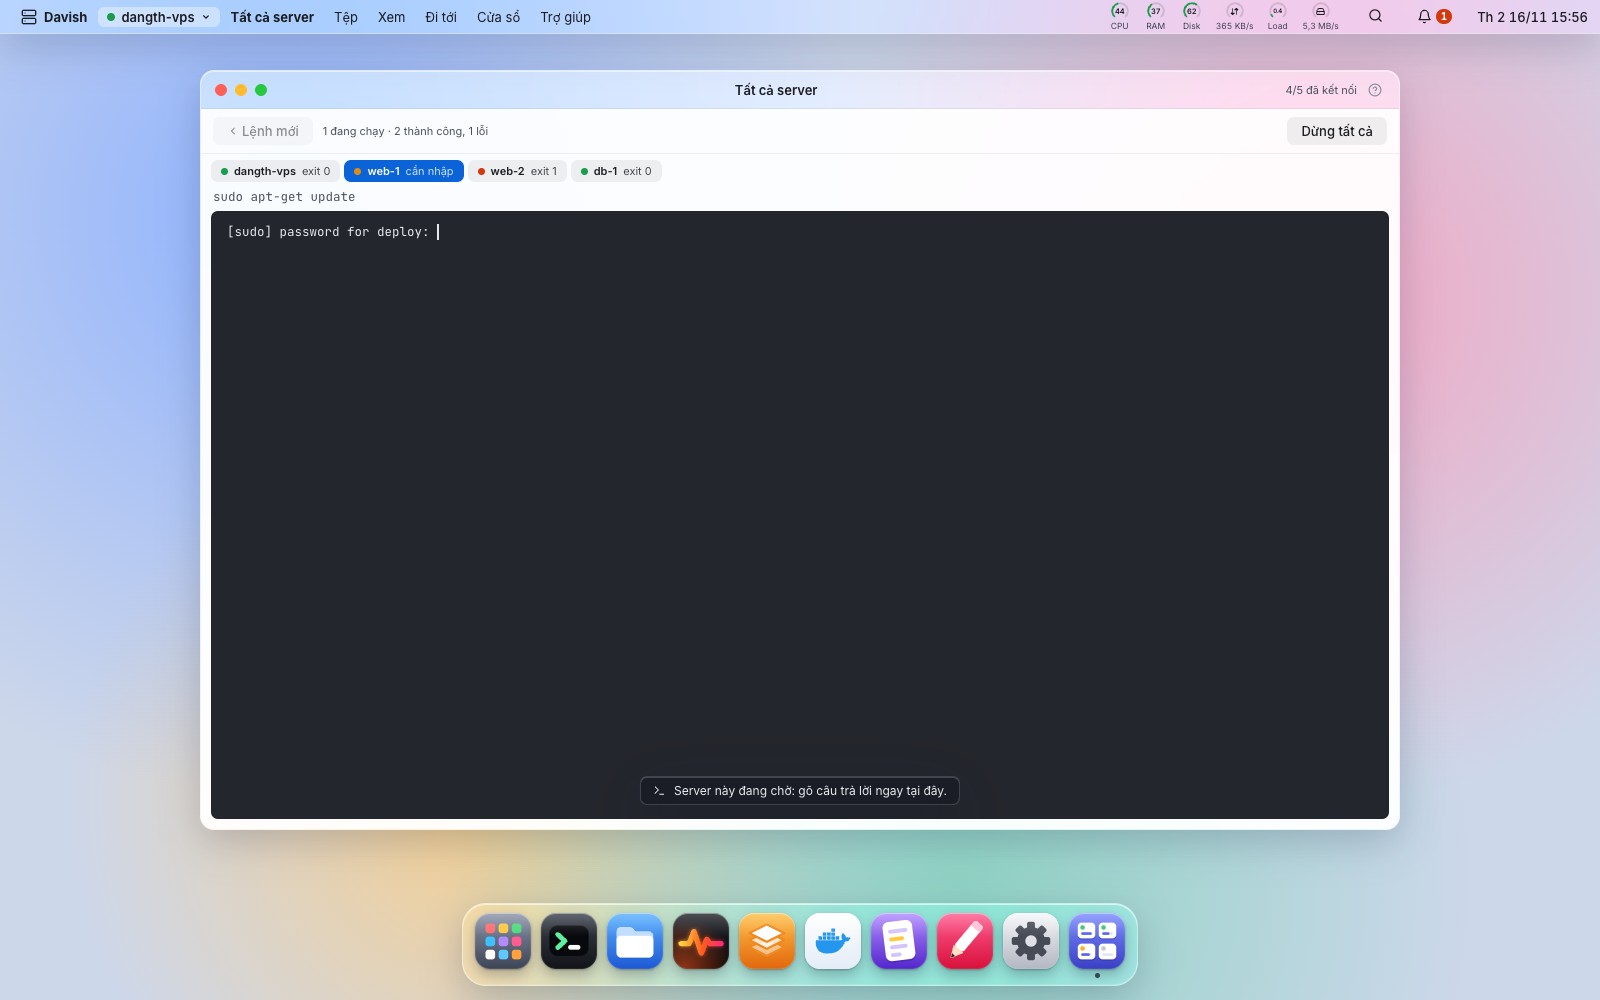 Davish dangth-vps Tất cả server Tệp Xem Đi tới Cửa sổ Trợ giúp 44 CPU 37 RAM 62 Disk 365 KB/s 0.4 Load 5,3 MB/s 1 Th 2 16/11 15:56
Tất cả server 4/5 đã kết nối
Lệnh mới 1 đang chạy · 2 thành công, 1 lỗi Dừng tất cả
dangth-vps exit 0 web-1 cần nhập web-2 exit 1 db-1 exit 0
sudo apt-get update
[sudo] password for deploy:
Server này đang chờ: gõ câu trả lời ngay tại đây.